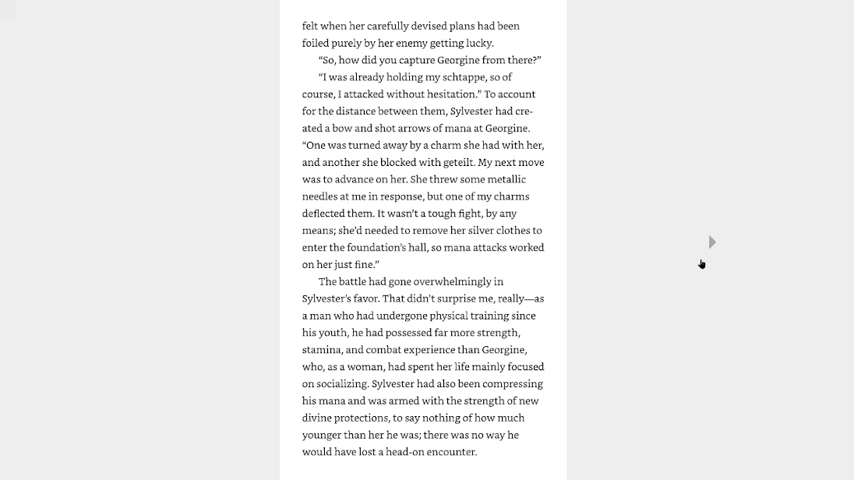 felt when her carefully devised plans had been
foiled purely by her enemy getting lucky.
“So, how did you capture Georgine from there?”
“I was already holding my schtappe, so of
course, I attacked without hesitation.” To account
for the distance between them, Sylvester had cre-
ated a bow and shot arrows of mana at Georgine.
“One was turned away by a charm she had with her,
and another she blocked with geteilt. My next move
was to advance on her. She threw some metallic
needles at me in response, but one of my charms
deflected them. It wasn’t a tough fight, by any
means; she’d needed to remove her silver clothes to
enter the foundation’s hall, so mana attacks worked
on her just fine.”
The battle had gone overwhelmingly in
Sylvester’s favor. That didn’t surprise me, really—as
a man who had undergone physical training since
his youth, he had possessed far more strength,
stamina, and combat experience than Georgine,
who, as a woman, had spent her life mainly focused
on socializing. Sylvester had also been compressing
his mana and was armed with the strength of new
divine protections, to say nothing of how much
younger than her he was; there was no way he
would have lost a head-on encounter.